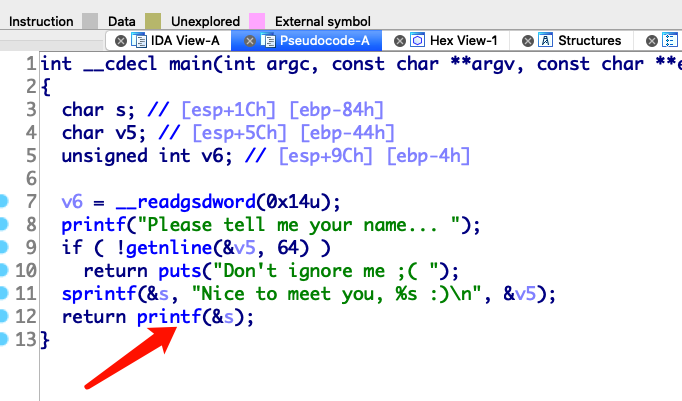 Instruction Data Unexplored External symbol
IDA View-A Pseudocode-A Hex View-1 Structures
1 int __cdecl main(int argc, const char **argv, const char **e
2 {
3 char s; // [esp+1Ch] [ebp-84h]
4 char v5; // [esp+5Ch] [ebp-44h]
5 unsigned int v6; // [esp+9Ch] [ebp-4h]
6
7 v6 = __readgsdword(0x14u);
8 printf("Please tell me your name... ");
9 if ( !getnline(&v5, 64) )
10 return puts("Don't ignore me ;( ");
11 sprintf(&s, "Nice to meet you, %s :)\n", &v5);
12 return printf(&s);
13 }